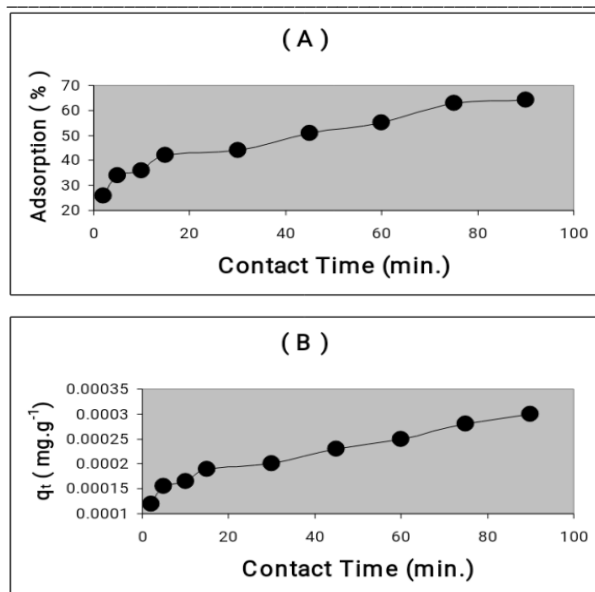 ( A )
70
60
50
40
30
20
Adsorption ( % )
0 20 40 60 80 100
Contact Time (min.)
( B )
0.00035
0.0003
0.00025
0.0002
0.00015
0.0001
qt ( mg.g-1)
0 20 40 60 80 100
Contact Time (min.)